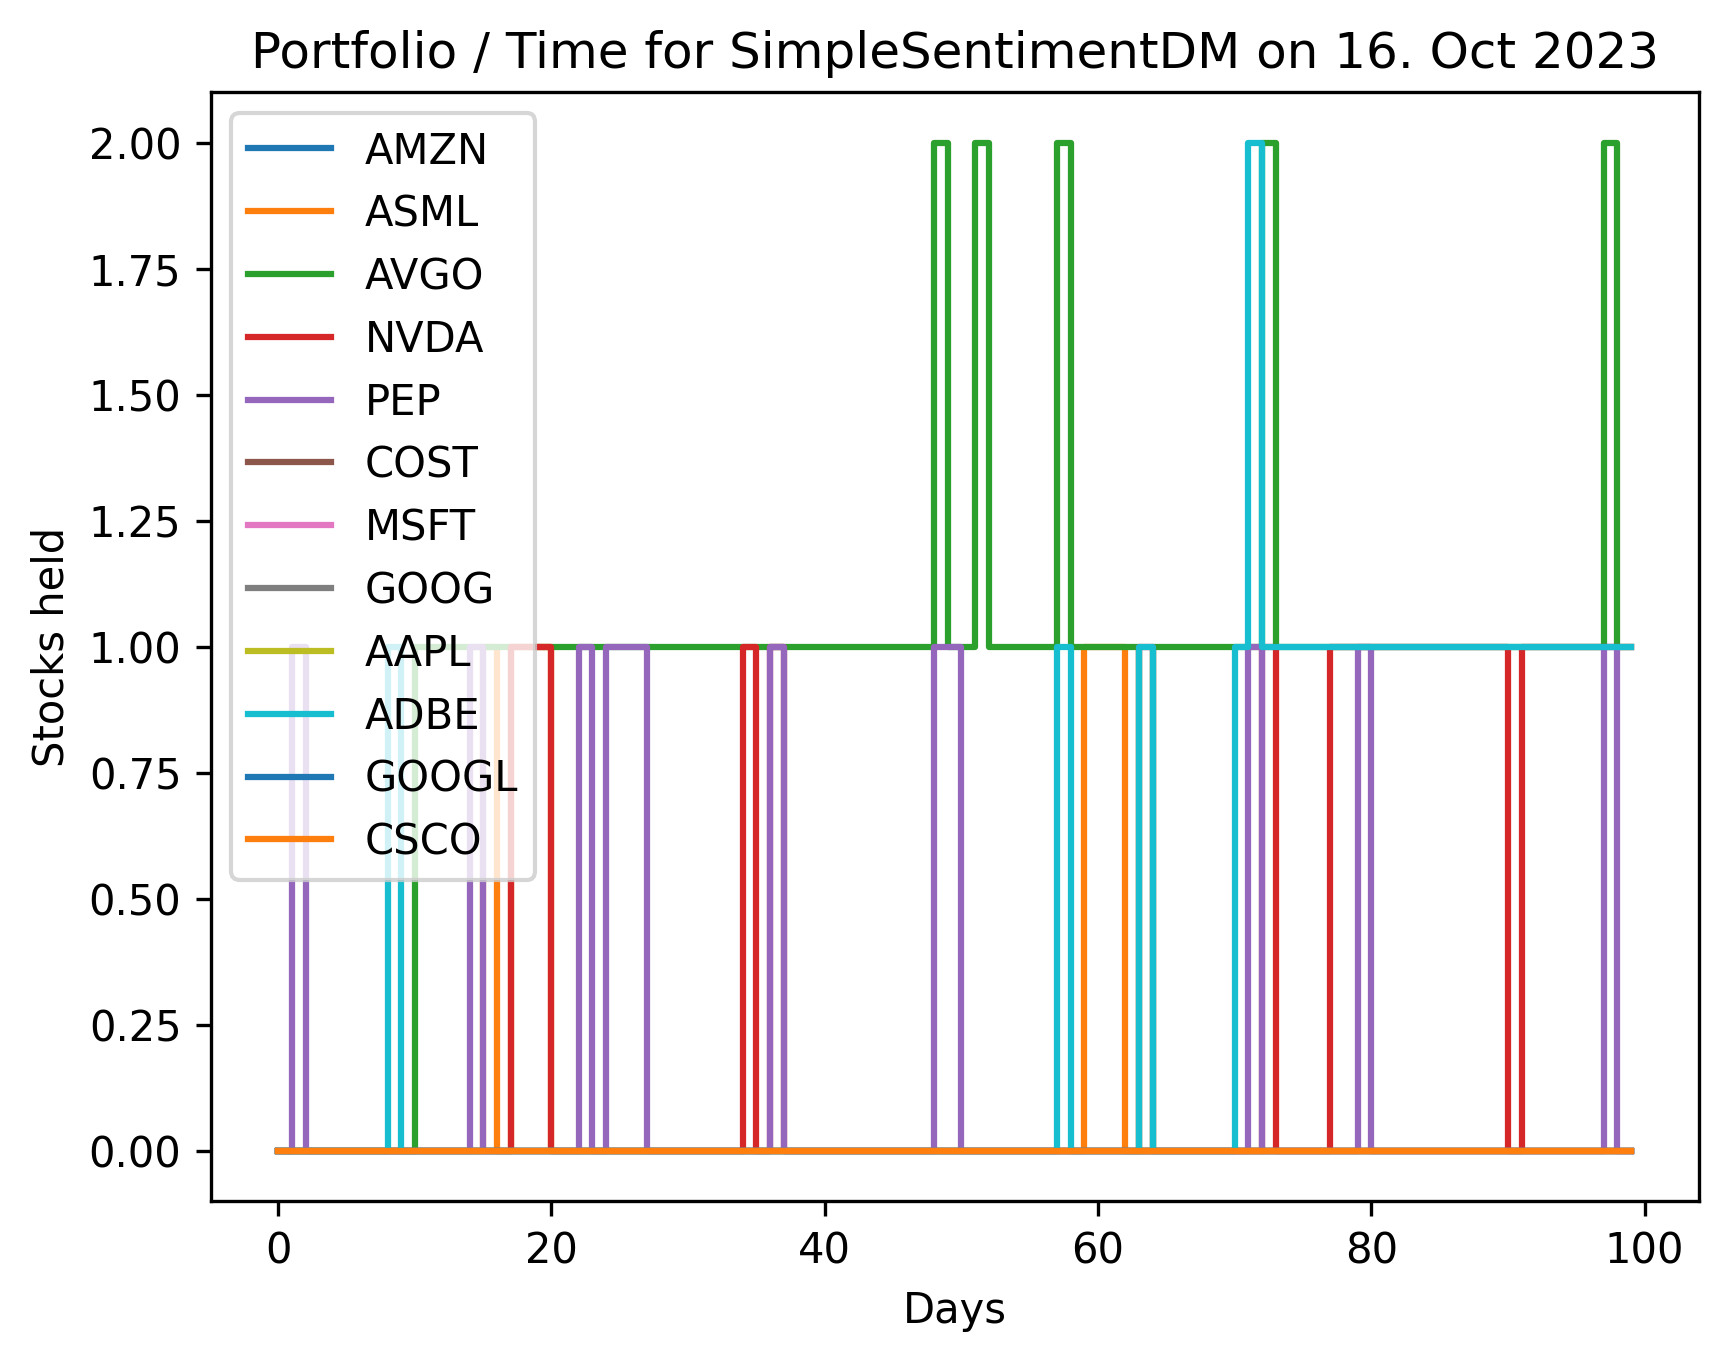 Portfolio / Time for SimpleSentimentDM on 16. Oct 2023
2.00
1.75
1.50
1.25
1.00
0.75
0.50
0.25
0.00
Stocks held
AMZN
ASML
AVGO
NVDA
PEP
COST
MSFT
GOOG
AAPL
ADBE
GOOGL
CSCO
0 20 40 60 80 100
Days